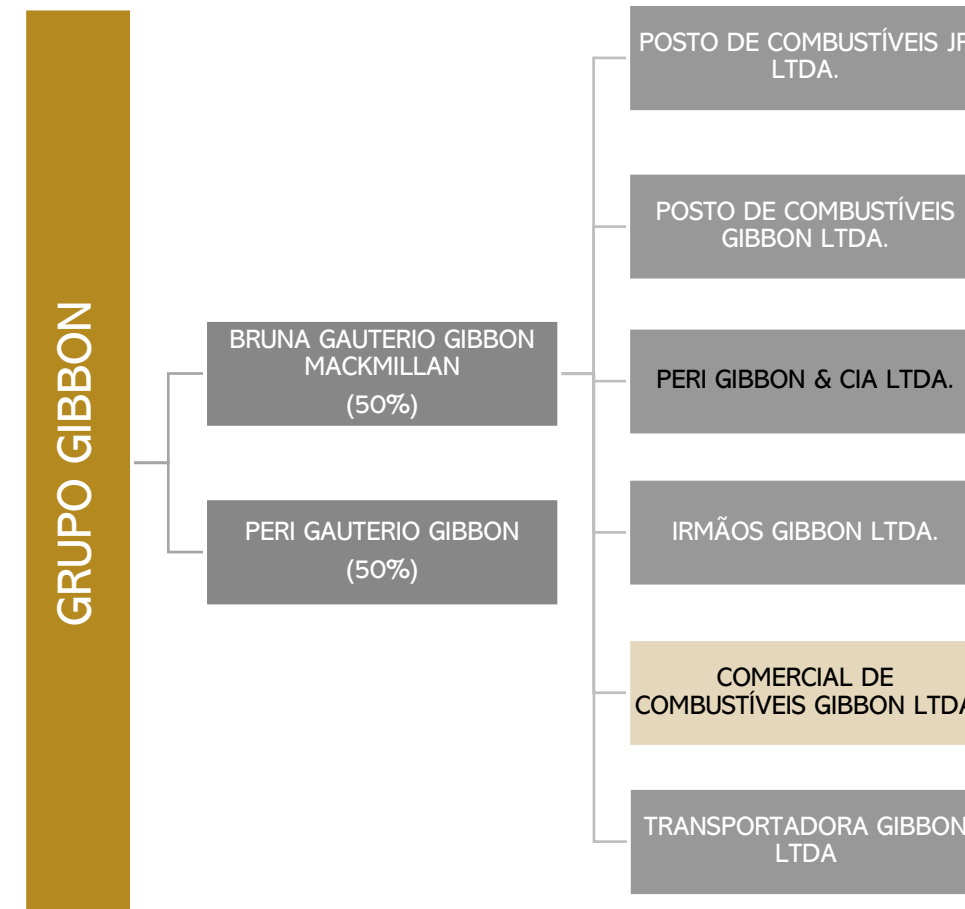 GRUPO GIBBON
BRUNA GAUTERIO GIBBON
MACKMILLAN
(50%)
PERI GAUTERIO GIBBON
(50%)
POSTO DE COMBUSTÍVEIS
LTDA.
POSTO DE COMBUSTÍVEIS
GIBBON LTDA.
PERI GIBBON & CIA LTDA.
IRMÃOS GIBBON LTDA.
COMERCIAL DE
COMBUSTÍVEIS GIBBON LTDA
TRANSPORTADORA GIBBON
LTDA